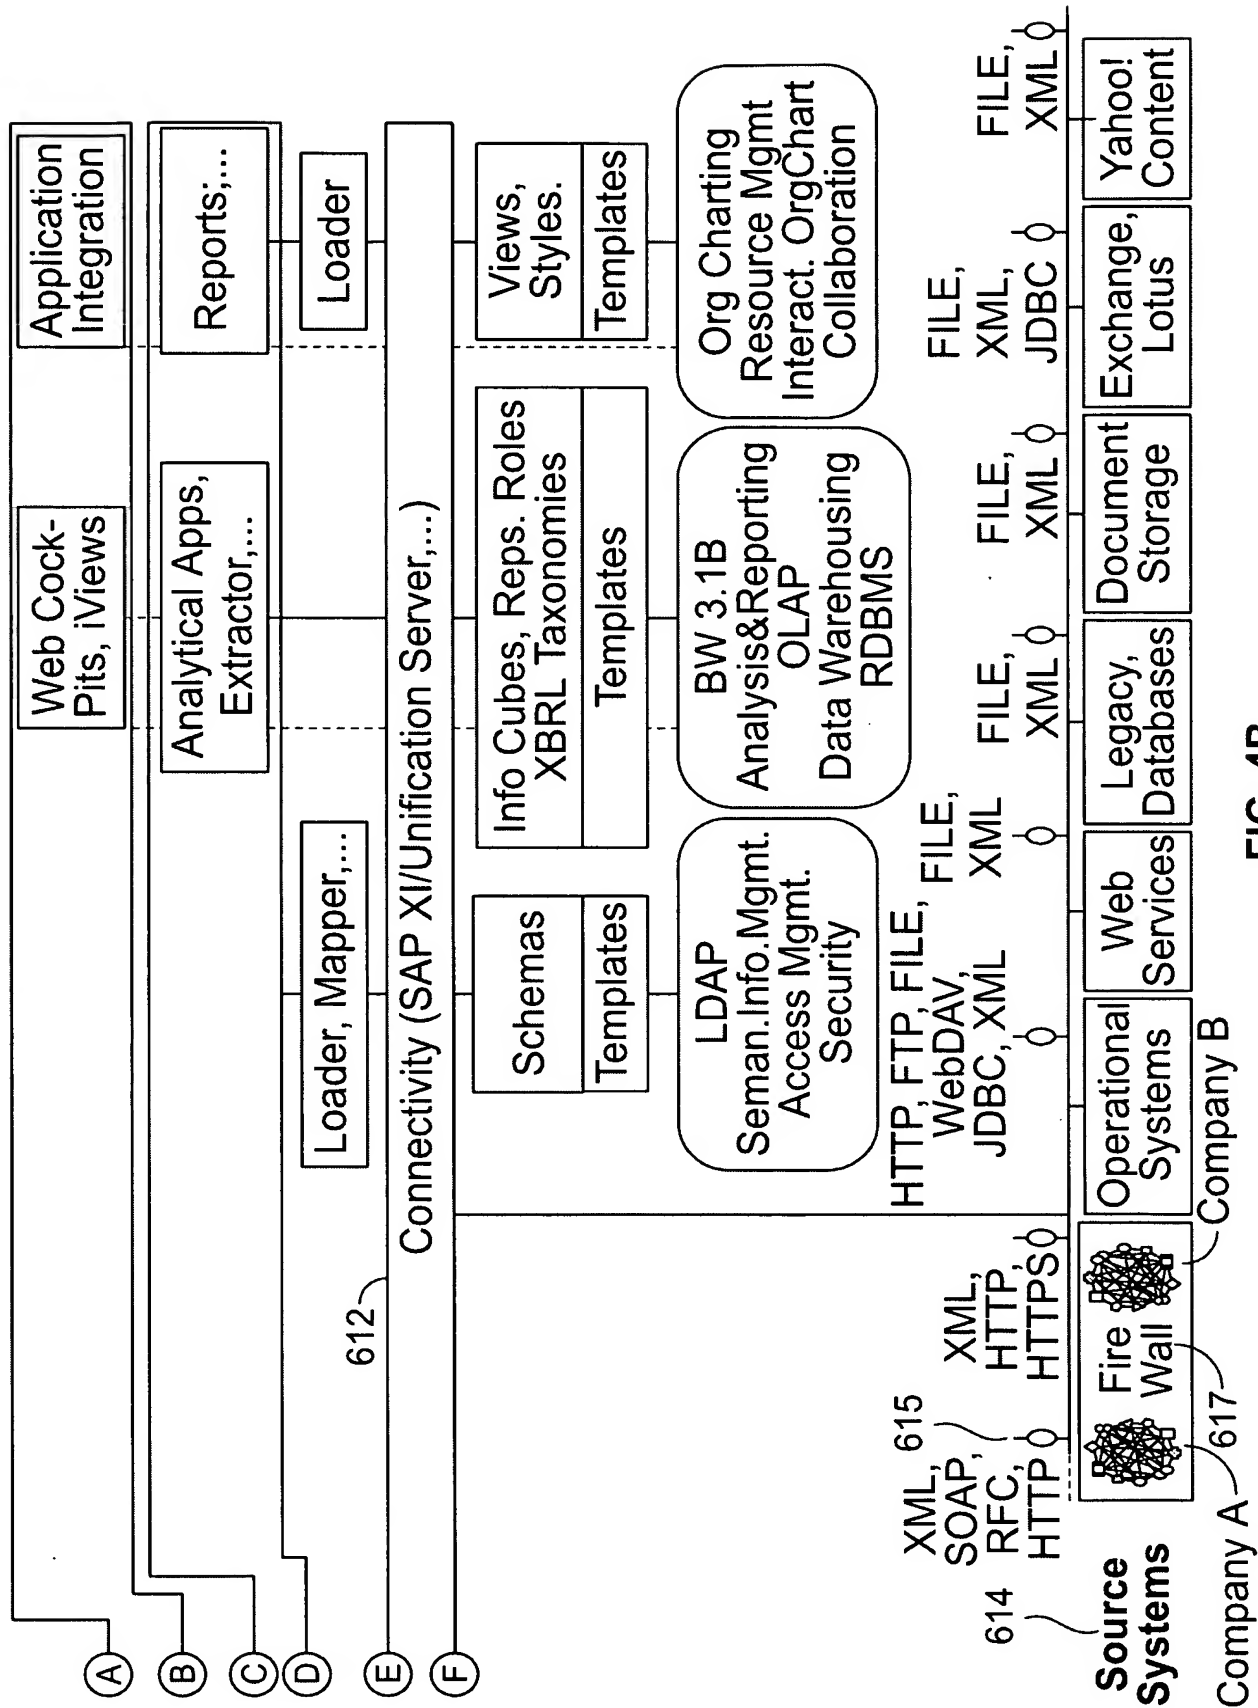 A
B
C
D
E
F
Web Cock-
Pits, iViews
Application
Integration
Analytical Apps,
Extractor,...
Reports;...
Loader, Mapper,...
Loader
612
Connectivity (SAP XI/Unification Server,...)
Schemas
Templates
Info Cubes, Reps. Roles
XBRL Taxonomies
Templates
Views,
Styles.
Templates
LDAP
Seman.Info.Mgmt.
Access Mgmt.
Security
BW 3.1B
Analysis&Reporting
OLAP
Data Warehousing
RDBMS
Org Charting
Resource Mgmt
Interact. OrgChart
Collaboration
614
XML,
SOAP,
RFC,
HTTP
615
XML,
HTTP,
HTTPS
HTTP, FTP, FILE,
WebDAV,
JDBC, XML
FILE,
XML
FILE,
XML
FILE,
XML
FILE,
XML,
JDBC
FILE,
XML
Source
Systems
Fire
Wall
Operational
Systems
Web
Services
Legacy,
Databases
Document
Storage
Exchange,
Lotus
Yahoo!
Content
Company A
617
Company B